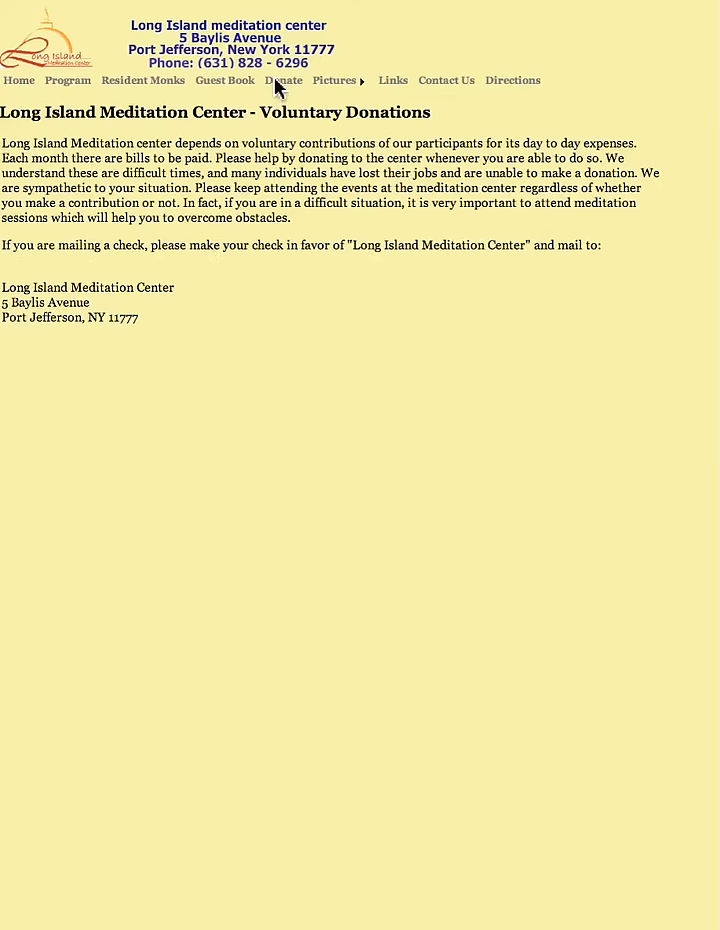 Long Island
Meditation Center
Long Island meditation center
5 Baylis Avenue
Port Jefferson, New York 11777
Phone: (631) 828 - 6296
Home Program Resident Monks Guest Book Donate Pictures Links Contact Us Directions
Long Island Meditation Center - Voluntary Donations
Long Island Meditation center depends on voluntary contributions of our participants for its day to day expenses.
Each month there are bills to be paid. Please help by donating to the center whenever you are able to do so. We
understand these are difficult times, and many individuals have lost their jobs and are unable to make a donation. We
are sympathetic to your situation. Please keep attending the events at the meditation center regardless of whether
you make a contribution or not. In fact, if you are in a difficult situation, it is very important to attend meditation
sessions which will help you to overcome obstacles.
If you are mailing a check, please make your check in favor of "Long Island Meditation Center" and mail to:
Long Island Meditation Center
5 Baylis Avenue
Port Jefferson, NY 11777